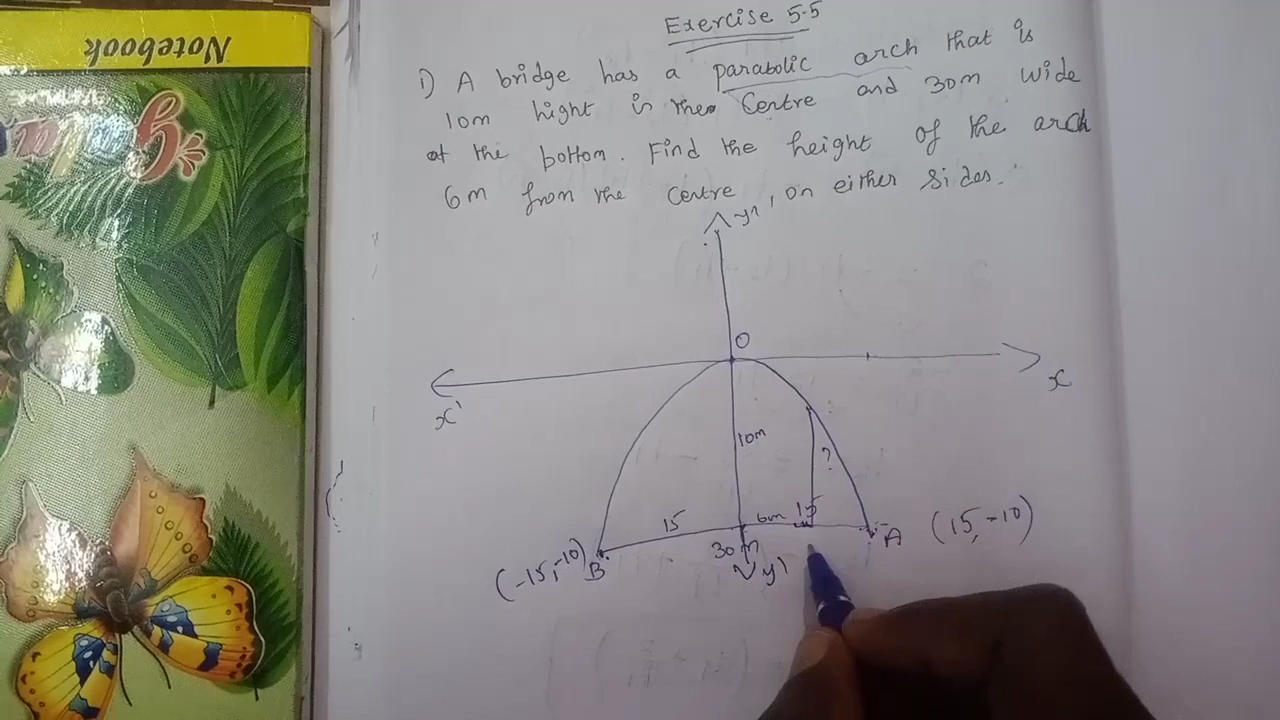 Notebook
Exercise 5.5
1) A bridge has a parabolic arch that is
10m hight in the Centre and 30m wide
at the bottom. Find the height of the arch
6m from the centre, on either sides.
y
O
x'
x
10m
?
15
6m
15
(-15,-10) B
30m
A (15,-10)
y'